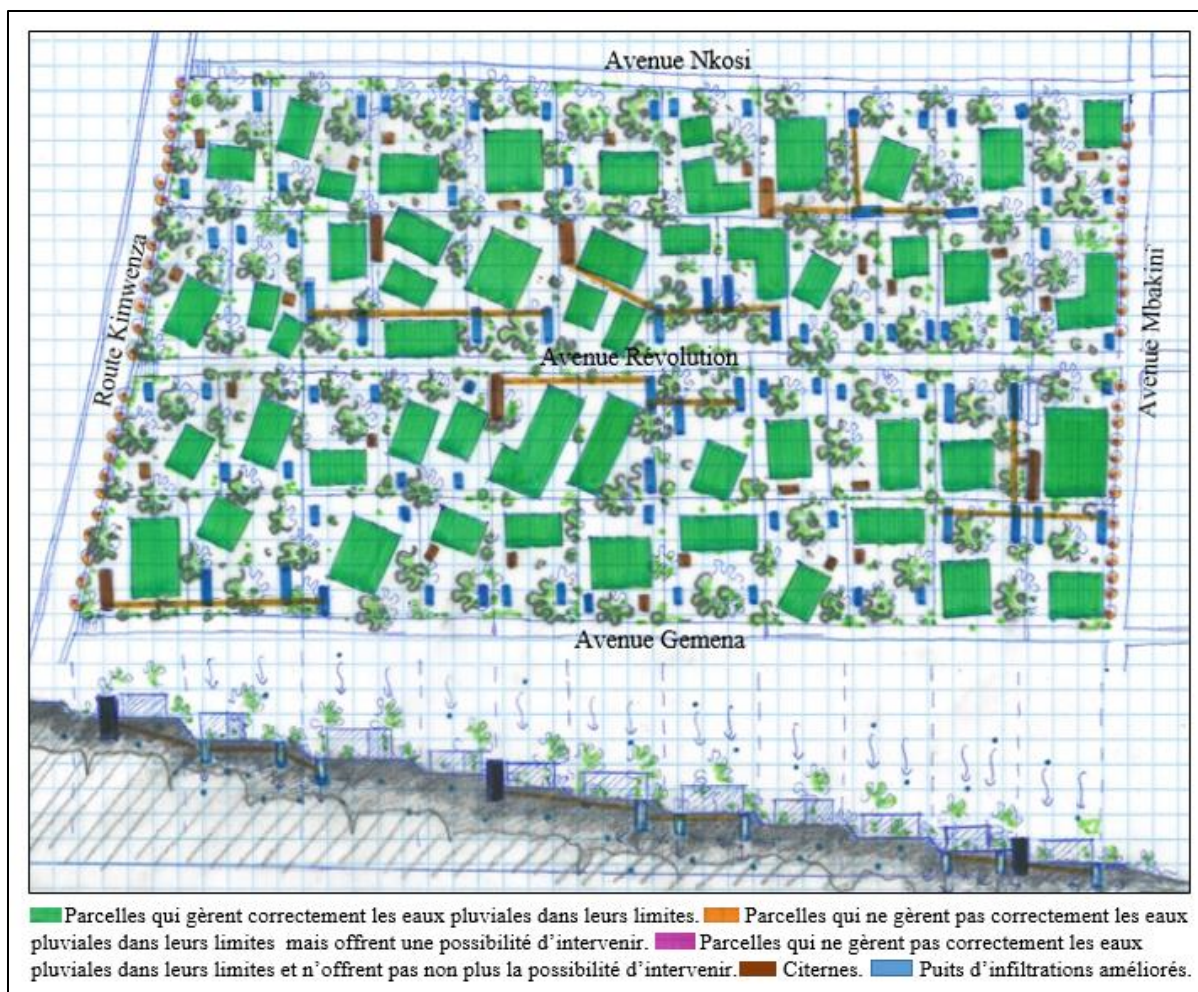 Avenue Nkosi
Route Kimwenza
Avenue Mbakini
Avenue Révolution
Avenue Gemena
Parcelles qui gèrent correctement les eaux pluviales dans leurs limites. Parcelles qui ne gèrent pas correctement les eaux
pluviales dans leurs limites mais offrent une possibilité d’intervenir. Parcelles qui ne gèrent pas correctement les eaux
pluviales dans leurs limites et n’offrent pas non plus la possibilité d’intervenir. Citernes. Puits d’infiltrations améliorés.